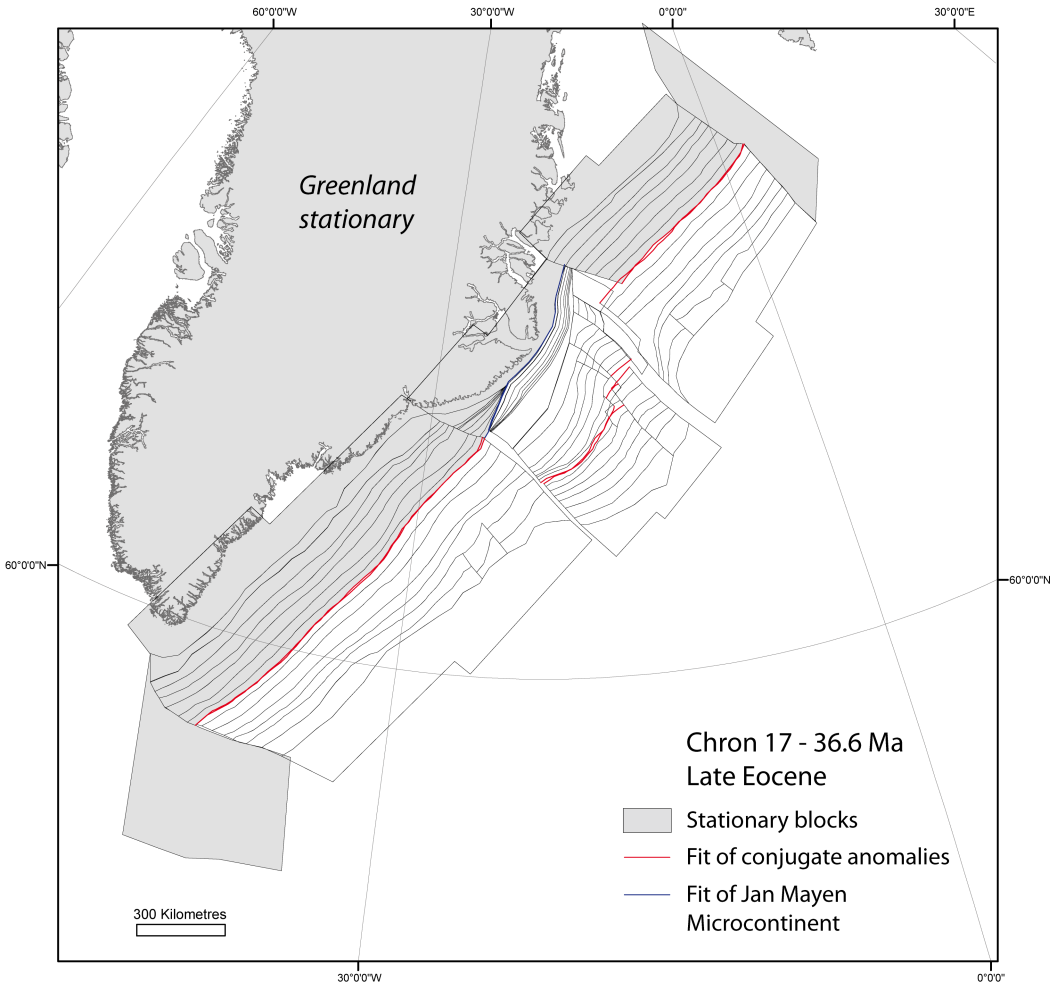 60°0'0"W
30°0'0"W
0°0'0"
30°0'0"E
Greenland
stationary
60°0'0"N
60°0'0"N
Chron 17 - 36.6 Ma
Late Eocene
Stationary blocks
Fit of conjugate anomalies
Fit of Jan Mayen
Microcontinent
300 Kilometres
30°0'0"W
0°0'0"